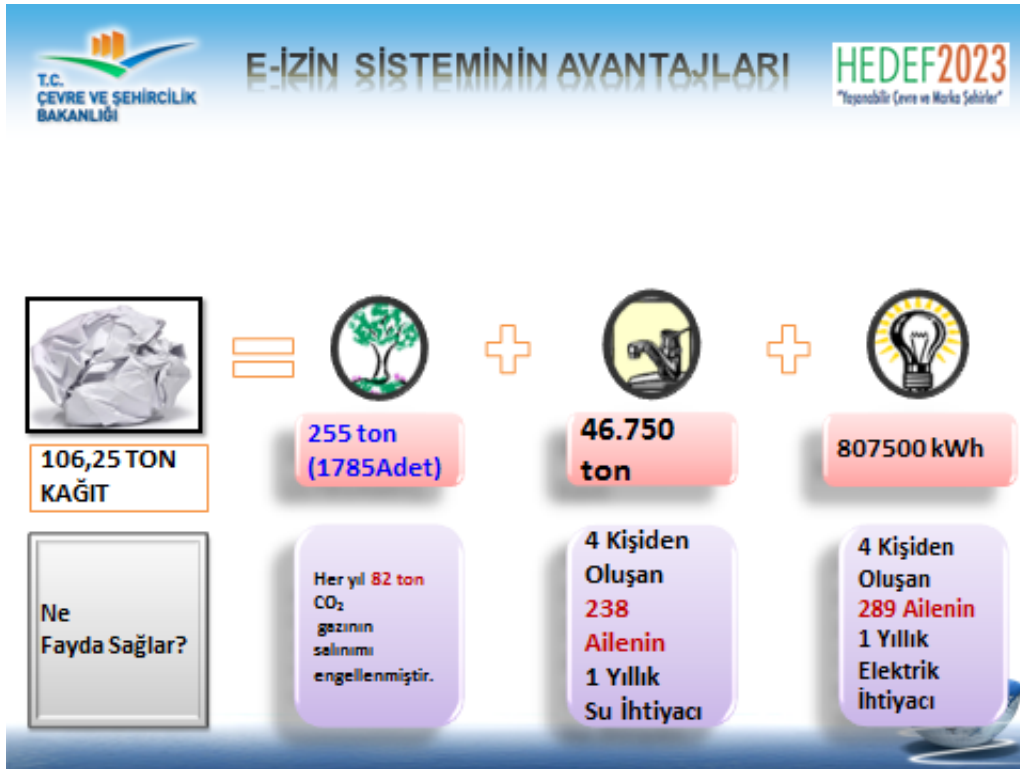 T.C.
ÇEVRE VE ŞEHİRCİLİK
BAKANLIĞI
E-İZİN SİSTEMİNİN AVANTAJLARI
HEDEF2023
"Yaşanabilir Çevre ve Marka Şehirler"
106,25 TON
KAĞIT
255 ton
(1785Adet)
46.750
ton
807500 kWh
Ne
Fayda Sağlar?
Her yıl 82 ton
CO₂
gazının
salınımı
engellenmiştir.
4 Kişiden
Oluşan
238
Ailenin
1 Yıllık
Su İhtiyacı
4 Kişiden
Oluşan
289 Ailenin
1 Yıllık
Elektrik
İhtiyacı